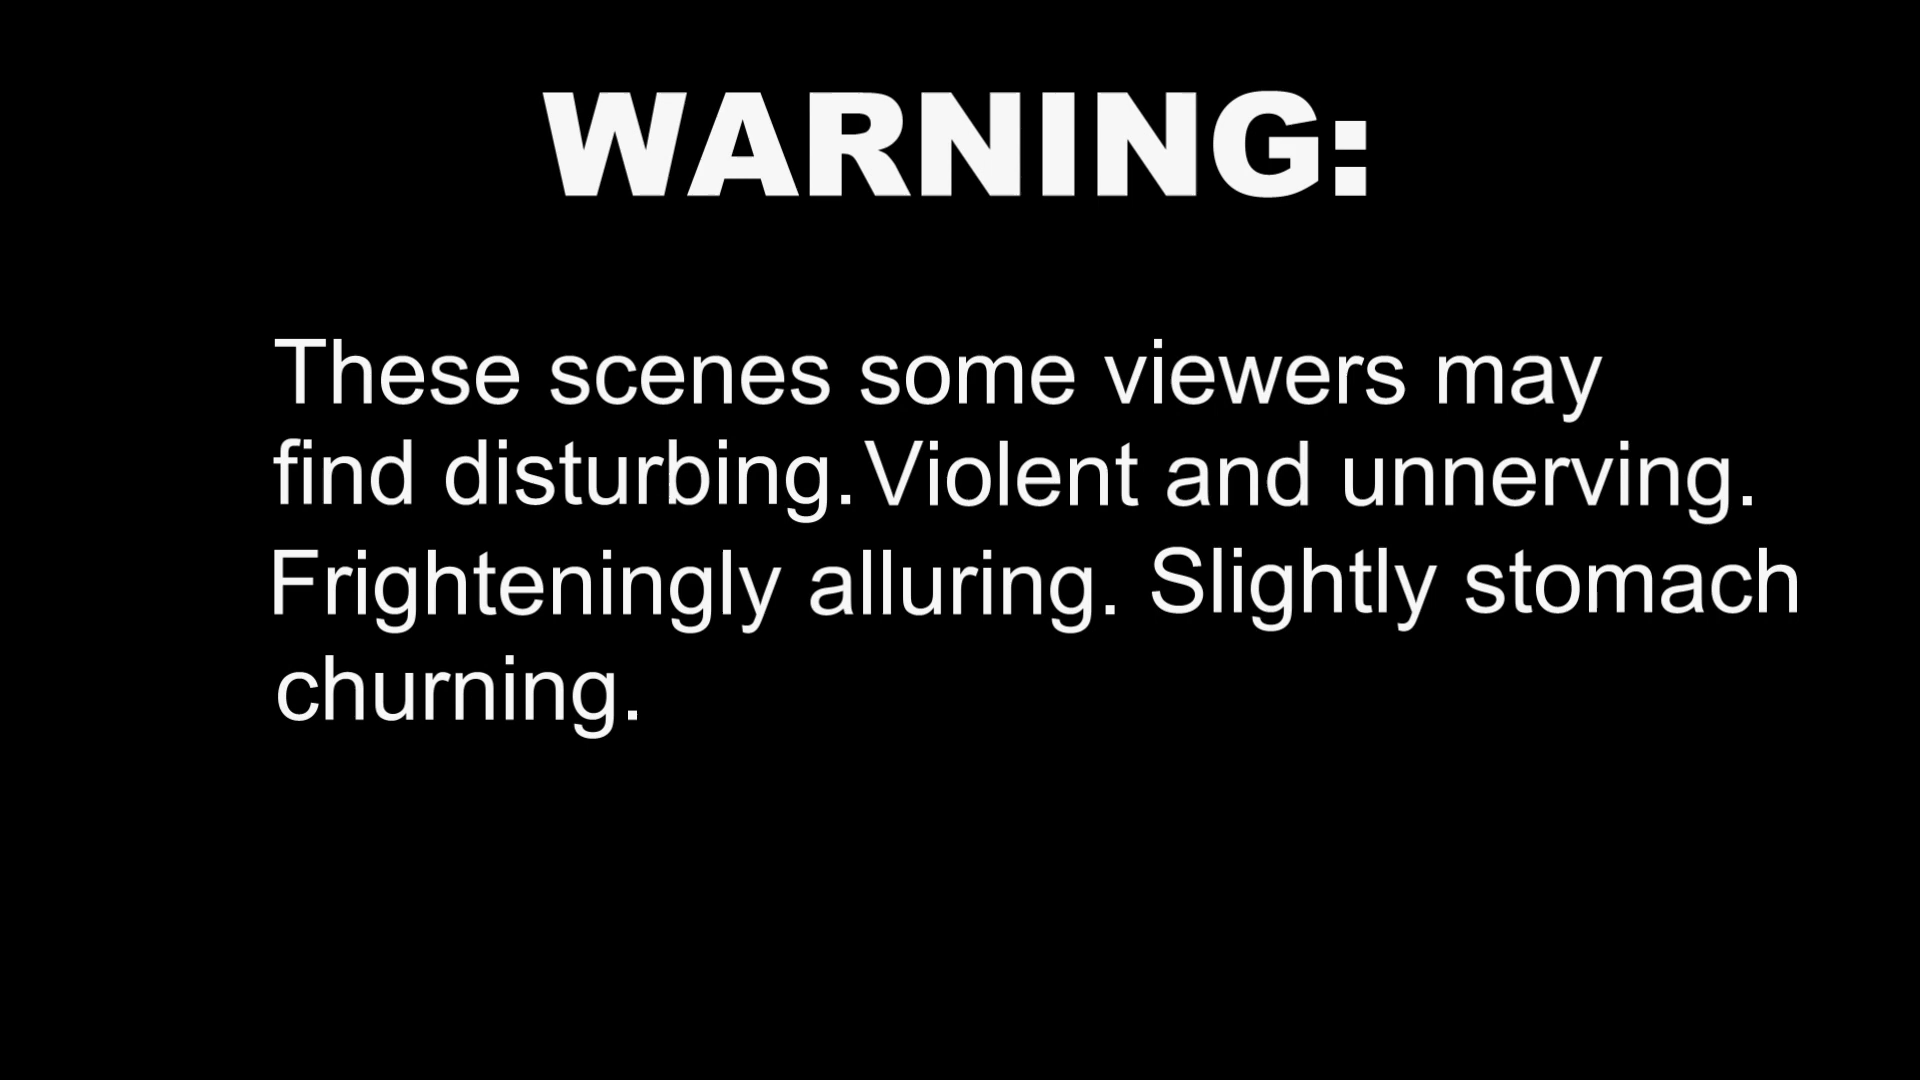 WARNING:
These scenes some viewers may
find disturbing. Violent and unnerving.
Frighteningly alluring. Slightly stomach
churning.